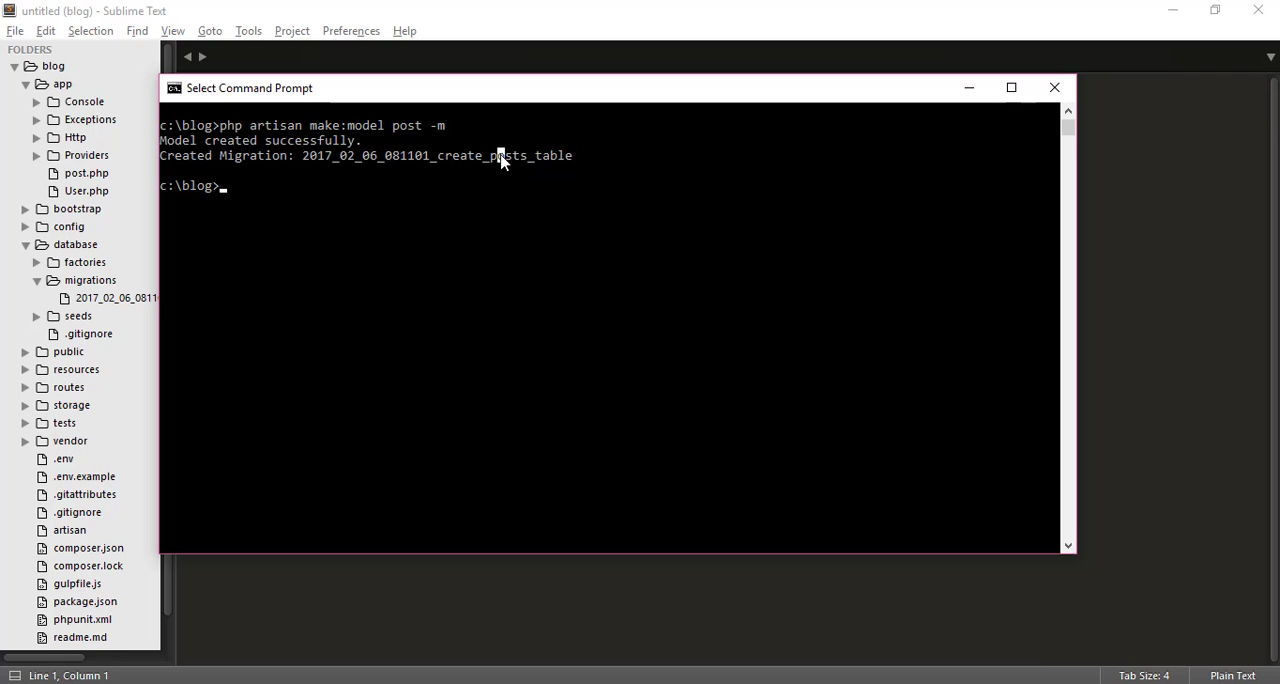 untitled (blog) - Sublime Text
File Edit Selection Find View Goto Tools Project Preferences Help
FOLDERS
blog
app
Console
Exceptions
Http
Providers
post.php
User.php
bootstrap
config
database
factories
migrations
2017_02_06_0811
seeds
.gitignore
public
resources
routes
storage
tests
vendor
.env
.env.example
.gitattributes
.gitignore
artisan
composer.json
composer.lock
gulpfile.js
package.json
phpunit.xml
readme.md
Select Command Prompt
c:\blog>php artisan make:model post -m
Model created successfully.
Created Migration: 2017_02_06_081101_create_posts_table
c:\blog>
Line 1, Column 1
Tab Size: 4
Plain Text